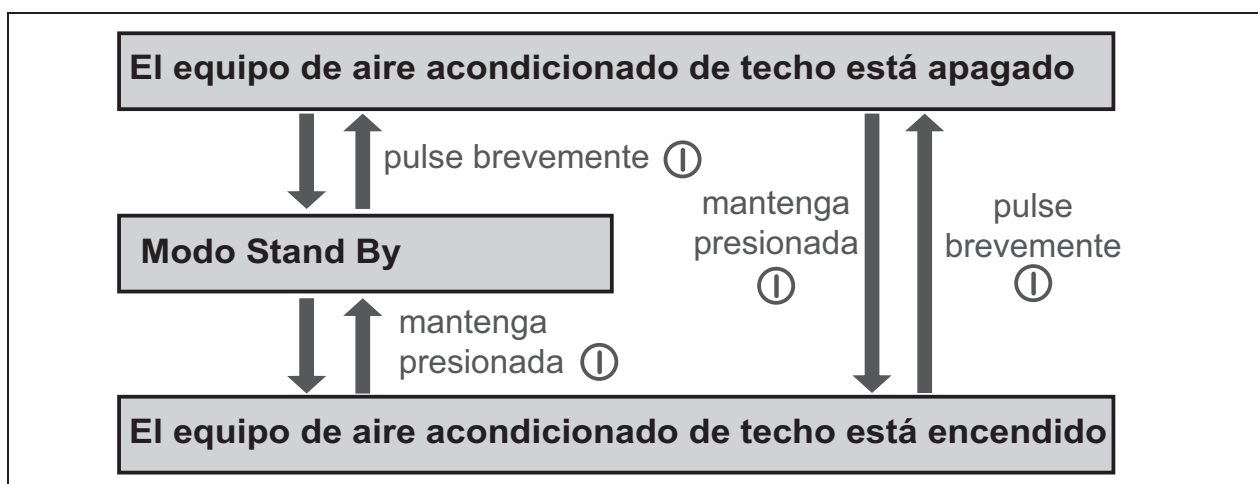 El equipo de aire acondicionado de techo está apagado
pulse brevemente
mantenga
presionada
pulse
brevemente
Modo Stand By
mantenga
presionada
El equipo de aire acondicionado de techo está encendido